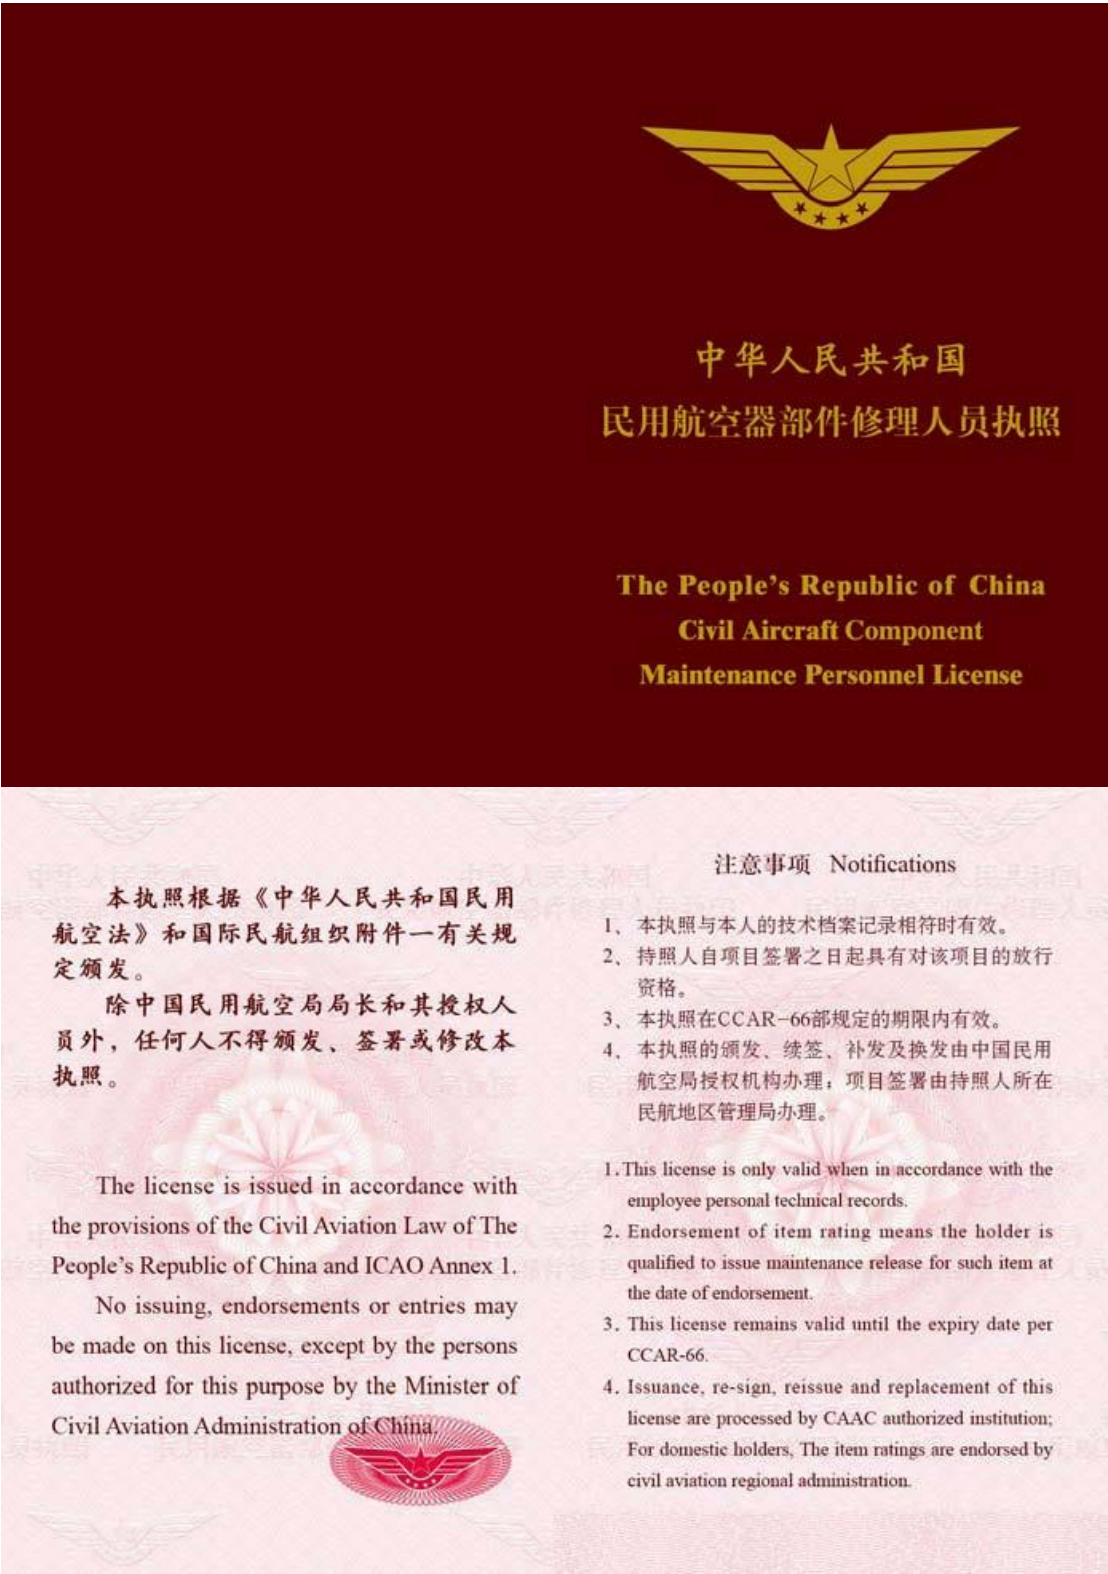 中华人民共和国
民用航空器部件修理人员执照
The People's Republic of China
Civil Aircraft Component
Maintenance Personnel License
本执照根据《中华人民共和国民用
航空法》和国际民航组织附件一有关规
定颁发。
除中国民用航空局局长和其授权人
员外，任何人不得颁发、签署或修改本
执照。
The license is issued in accordance with
the provisions of the Civil Aviation Law of The
People's Republic of China and ICAO Annex 1.
No issuing, endorsements or entries may
be made on this license, except by the persons
authorized for this purpose by the Minister of
Civil Aviation Administration of China.
注意事项 Notifications
1、本执照与本人的技术档案记录相符时有效。
2、持照人自项目签署之日起具有对该项目的放行
资格。
3、本执照在CCAR-66部规定的期限内有效。
4、本执照的颁发、续签、补发及换发由中国民用
航空局授权机构办理；项目签署由持照人所在
民航地区管理局办理。
1. This license is only valid when in accordance with the
employee personal technical records.
2. Endorsement of item rating means the holder is
qualified to issue maintenance release for such item at
the date of endorsement.
3. This license remains valid until the expiry date per
CCAR-66.
4. Issuance, re-sign, reissue and replacement of this
license are processed by CAAC authorized institution;
For domestic holders, The item ratings are endorsed by
civil aviation regional administration.